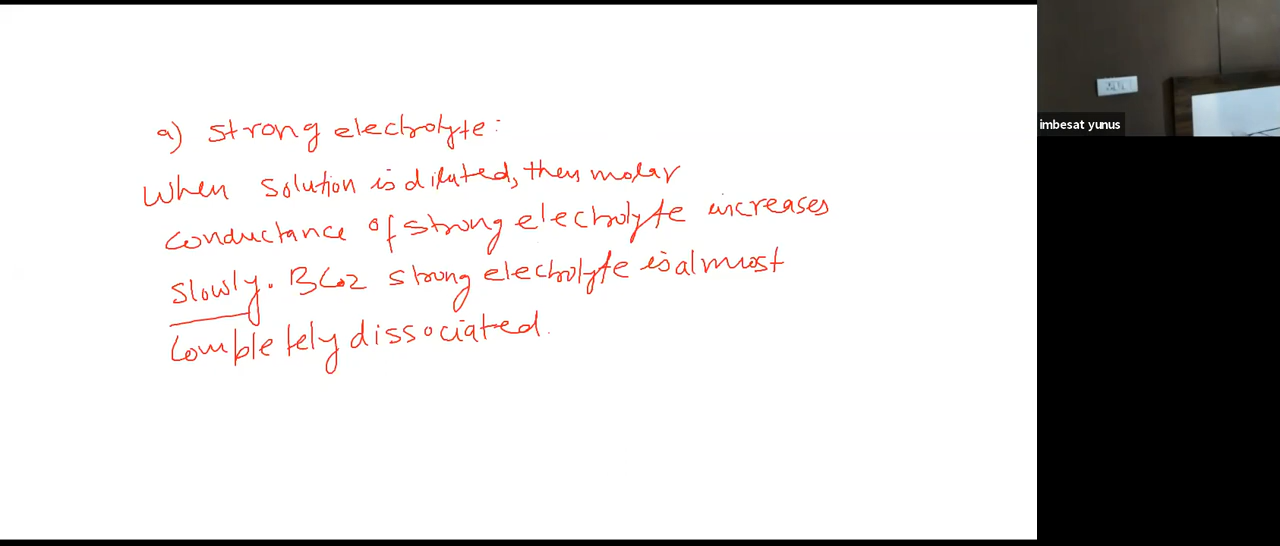 a) Strong electrolyte:
When solution is diluted, then molar
conductance of strong electrolyte increases
slowly. BCoz strong electrolyte is almost
completely dissociated.
imbesat yunus